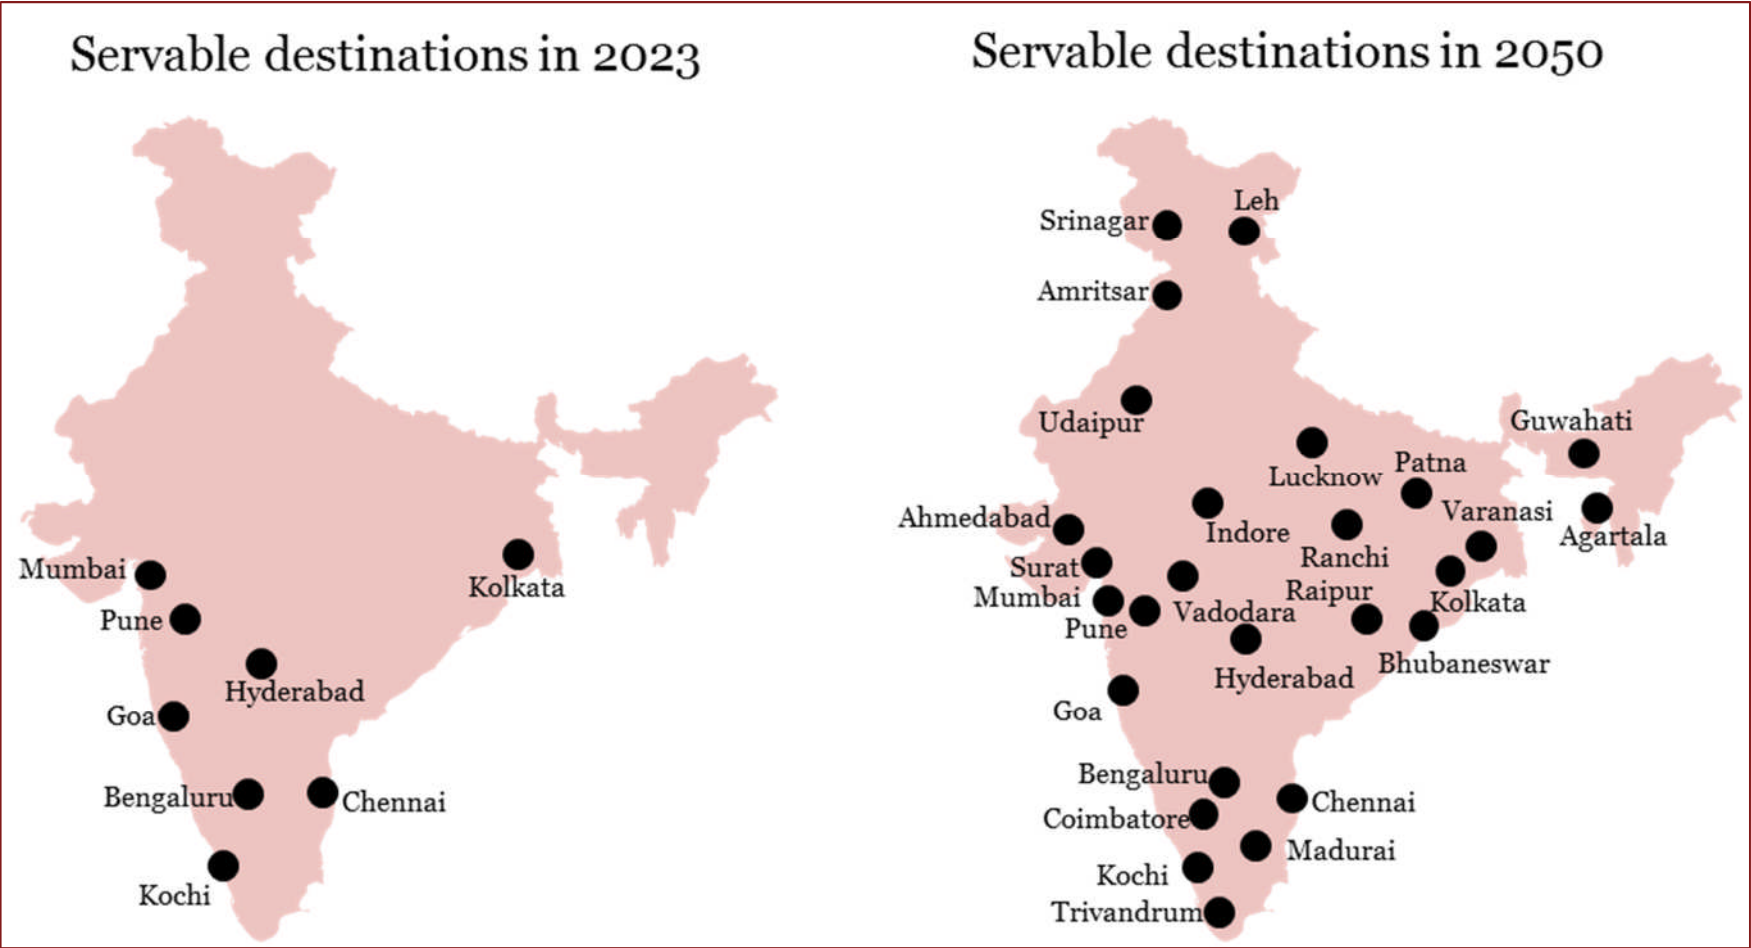 Servable destinations in 2023
Mumbai
Pune
Hyderabad
Goa
Bengaluru
Chennai
Kochi
Kolkata
Servable destinations in 2050
Leh
Srinagar
Amritsar
Udaipur
Guwahati
Lucknow
Patna
Varanasi
Ahmedabad
Indore
Agartala
Ranchi
Surat
Raipur
Mumbai
Kolkata
Vadodara
Pune
Bhubaneswar
Hyderabad
Goa
Bengaluru
Chennai
Coimbatore
Madurai
Kochi
Trivandrum